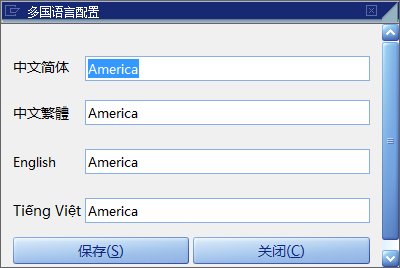 多国语言配置
中文简体 America
中文繁體 America
English America
Tiếng Việt America
保存(S) 关闭(C)